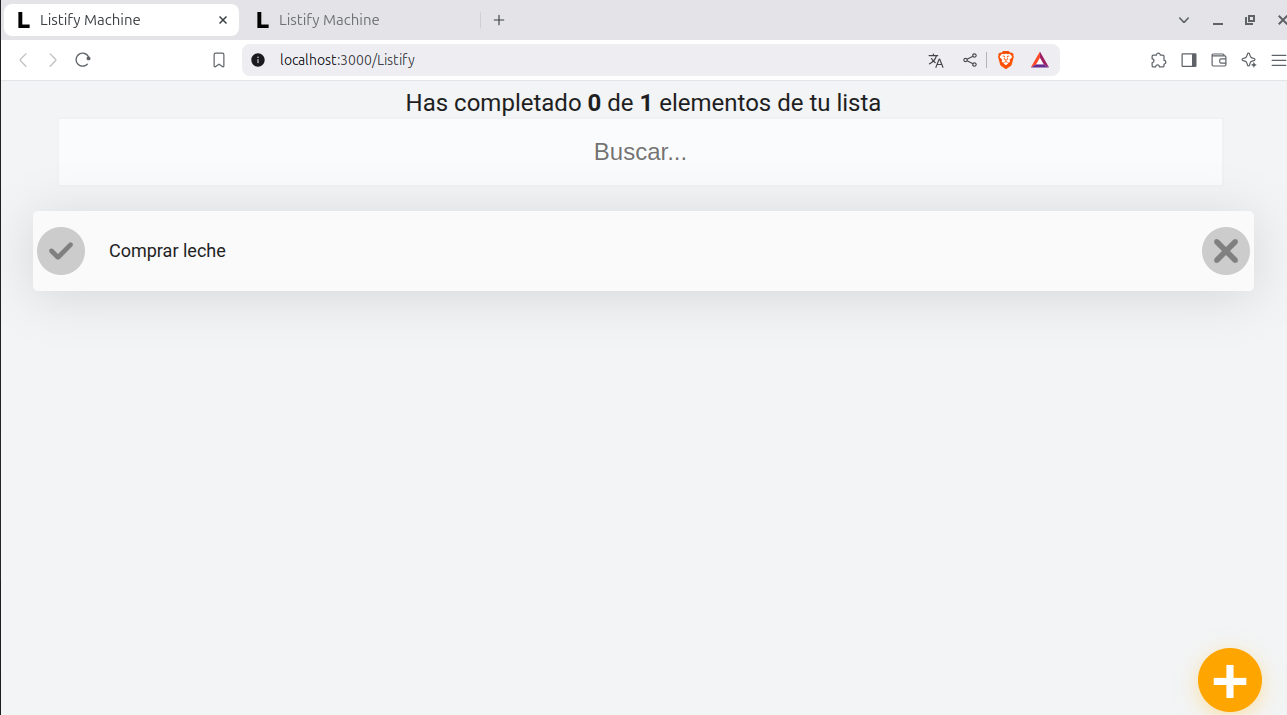 Listify Machine
Listify Machine
localhost:3000/Listify
Has completado 0 de 1 elementos de tu lista
Buscar...
Comprar leche